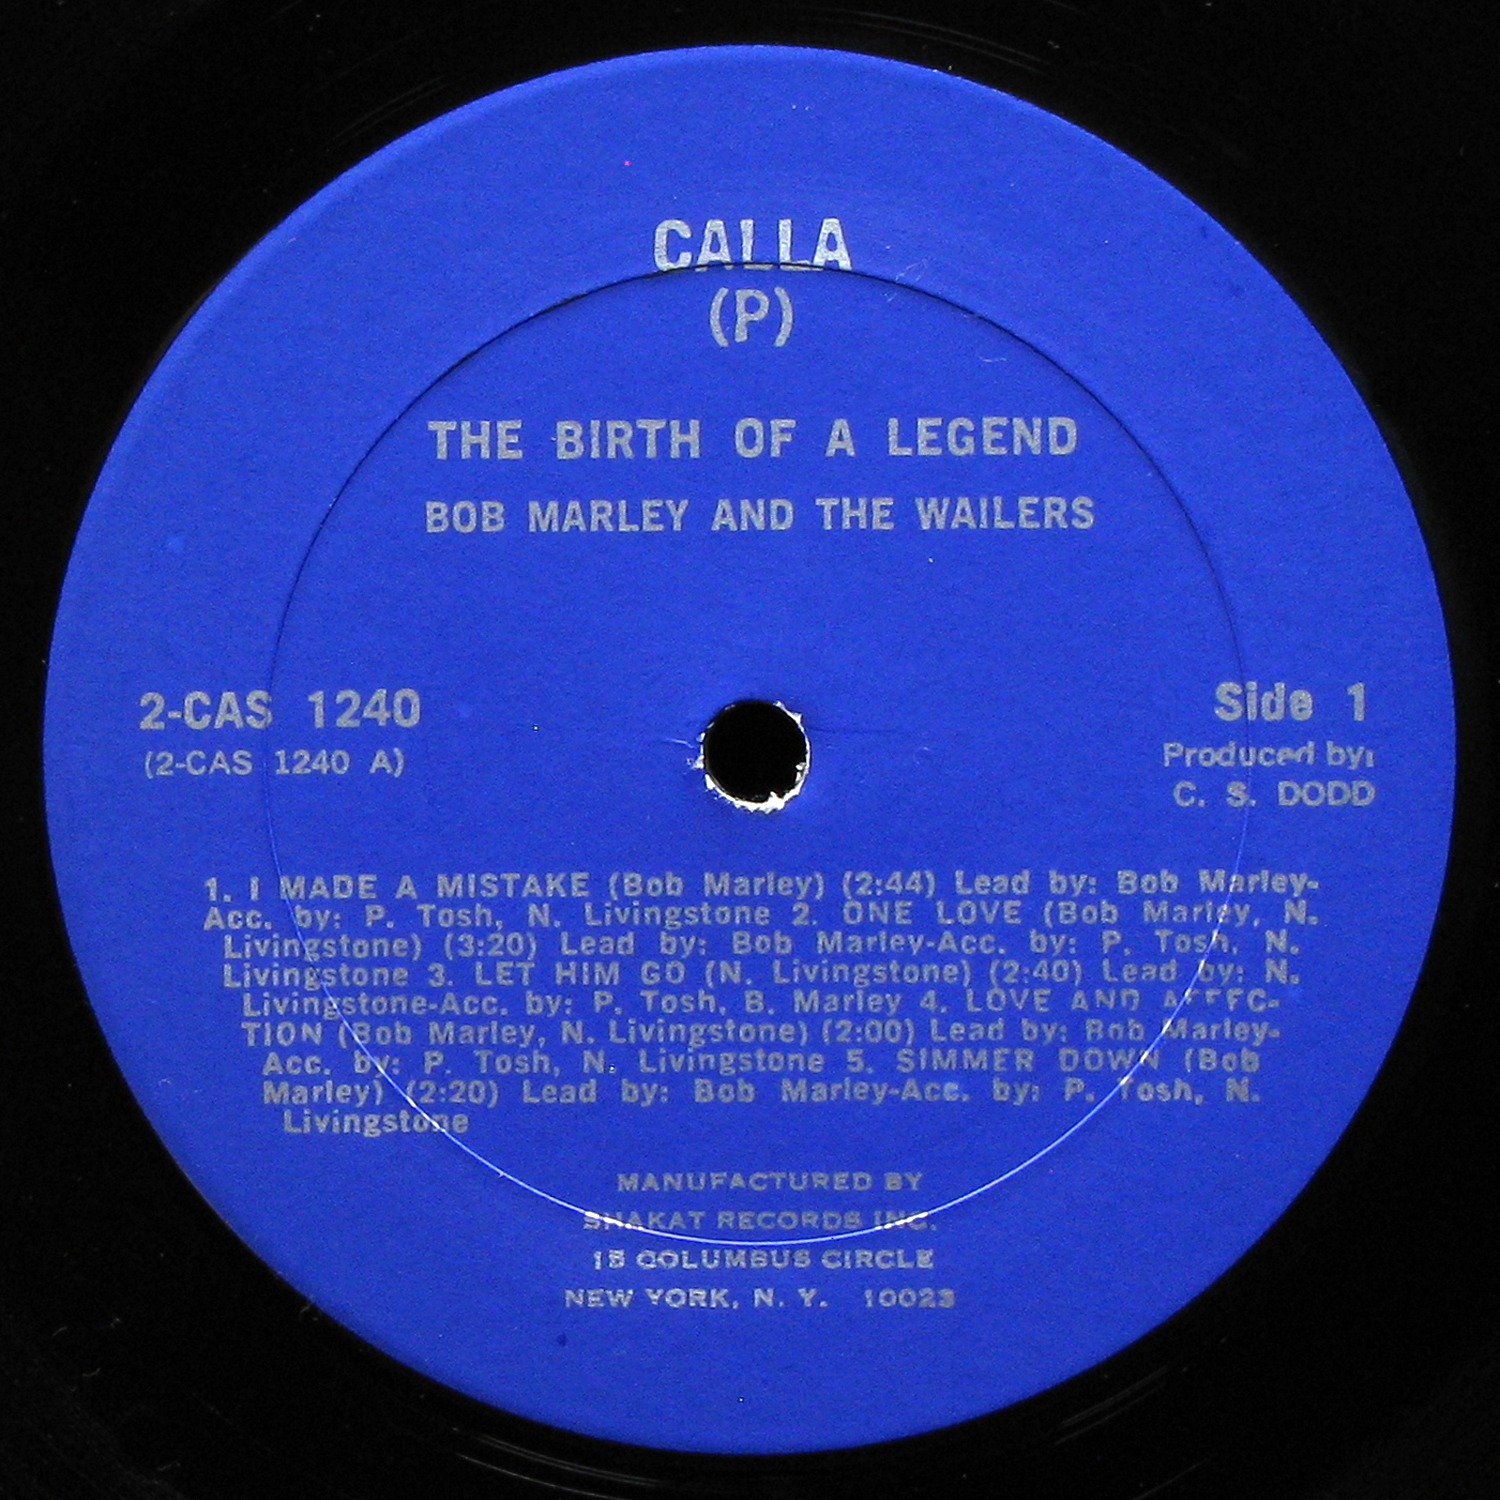 CALLA
(P)
THE BIRTH OF A LEGEND
BOB MARLEY AND THE WAILERS
2-CAS 1240
(2-CAS 1240 A)
Side 1
Produced by:
C. S. DODD
1. I MADE A MISTAKE (Bob Marley) (2:44) Lead by: Bob Marley-
Acc. by: P. Tosh, N. Livingstone 2. ONE LOVE (Bob Marley, N.
Livingstone) (3:20) Lead by: Bob Marley-Acc. by: P. Tosh, N.
Livingstone 3. LET HIM GO (N. Livingstone) (2:40) Lead by: N.
Livingstone-Acc. by: P. Tosh, B. Marley 4. LOVE AND AFFEC-
TION (Bob Marley, N. Livingstone) (2:00) Lead by: Bob Marley-
Acc. by: P. Tosh, N. Livingstone 5. SIMMER DOWN (Bob
Marley) (2:20) Lead by: Bob Marley-Acc. by: P. Tosh, N.
Livingstone
MANUFACTURED BY
SHAKAT RECORDS INC.
15 COLUMBUS CIRCLE
NEW YORK, N. Y. 10023